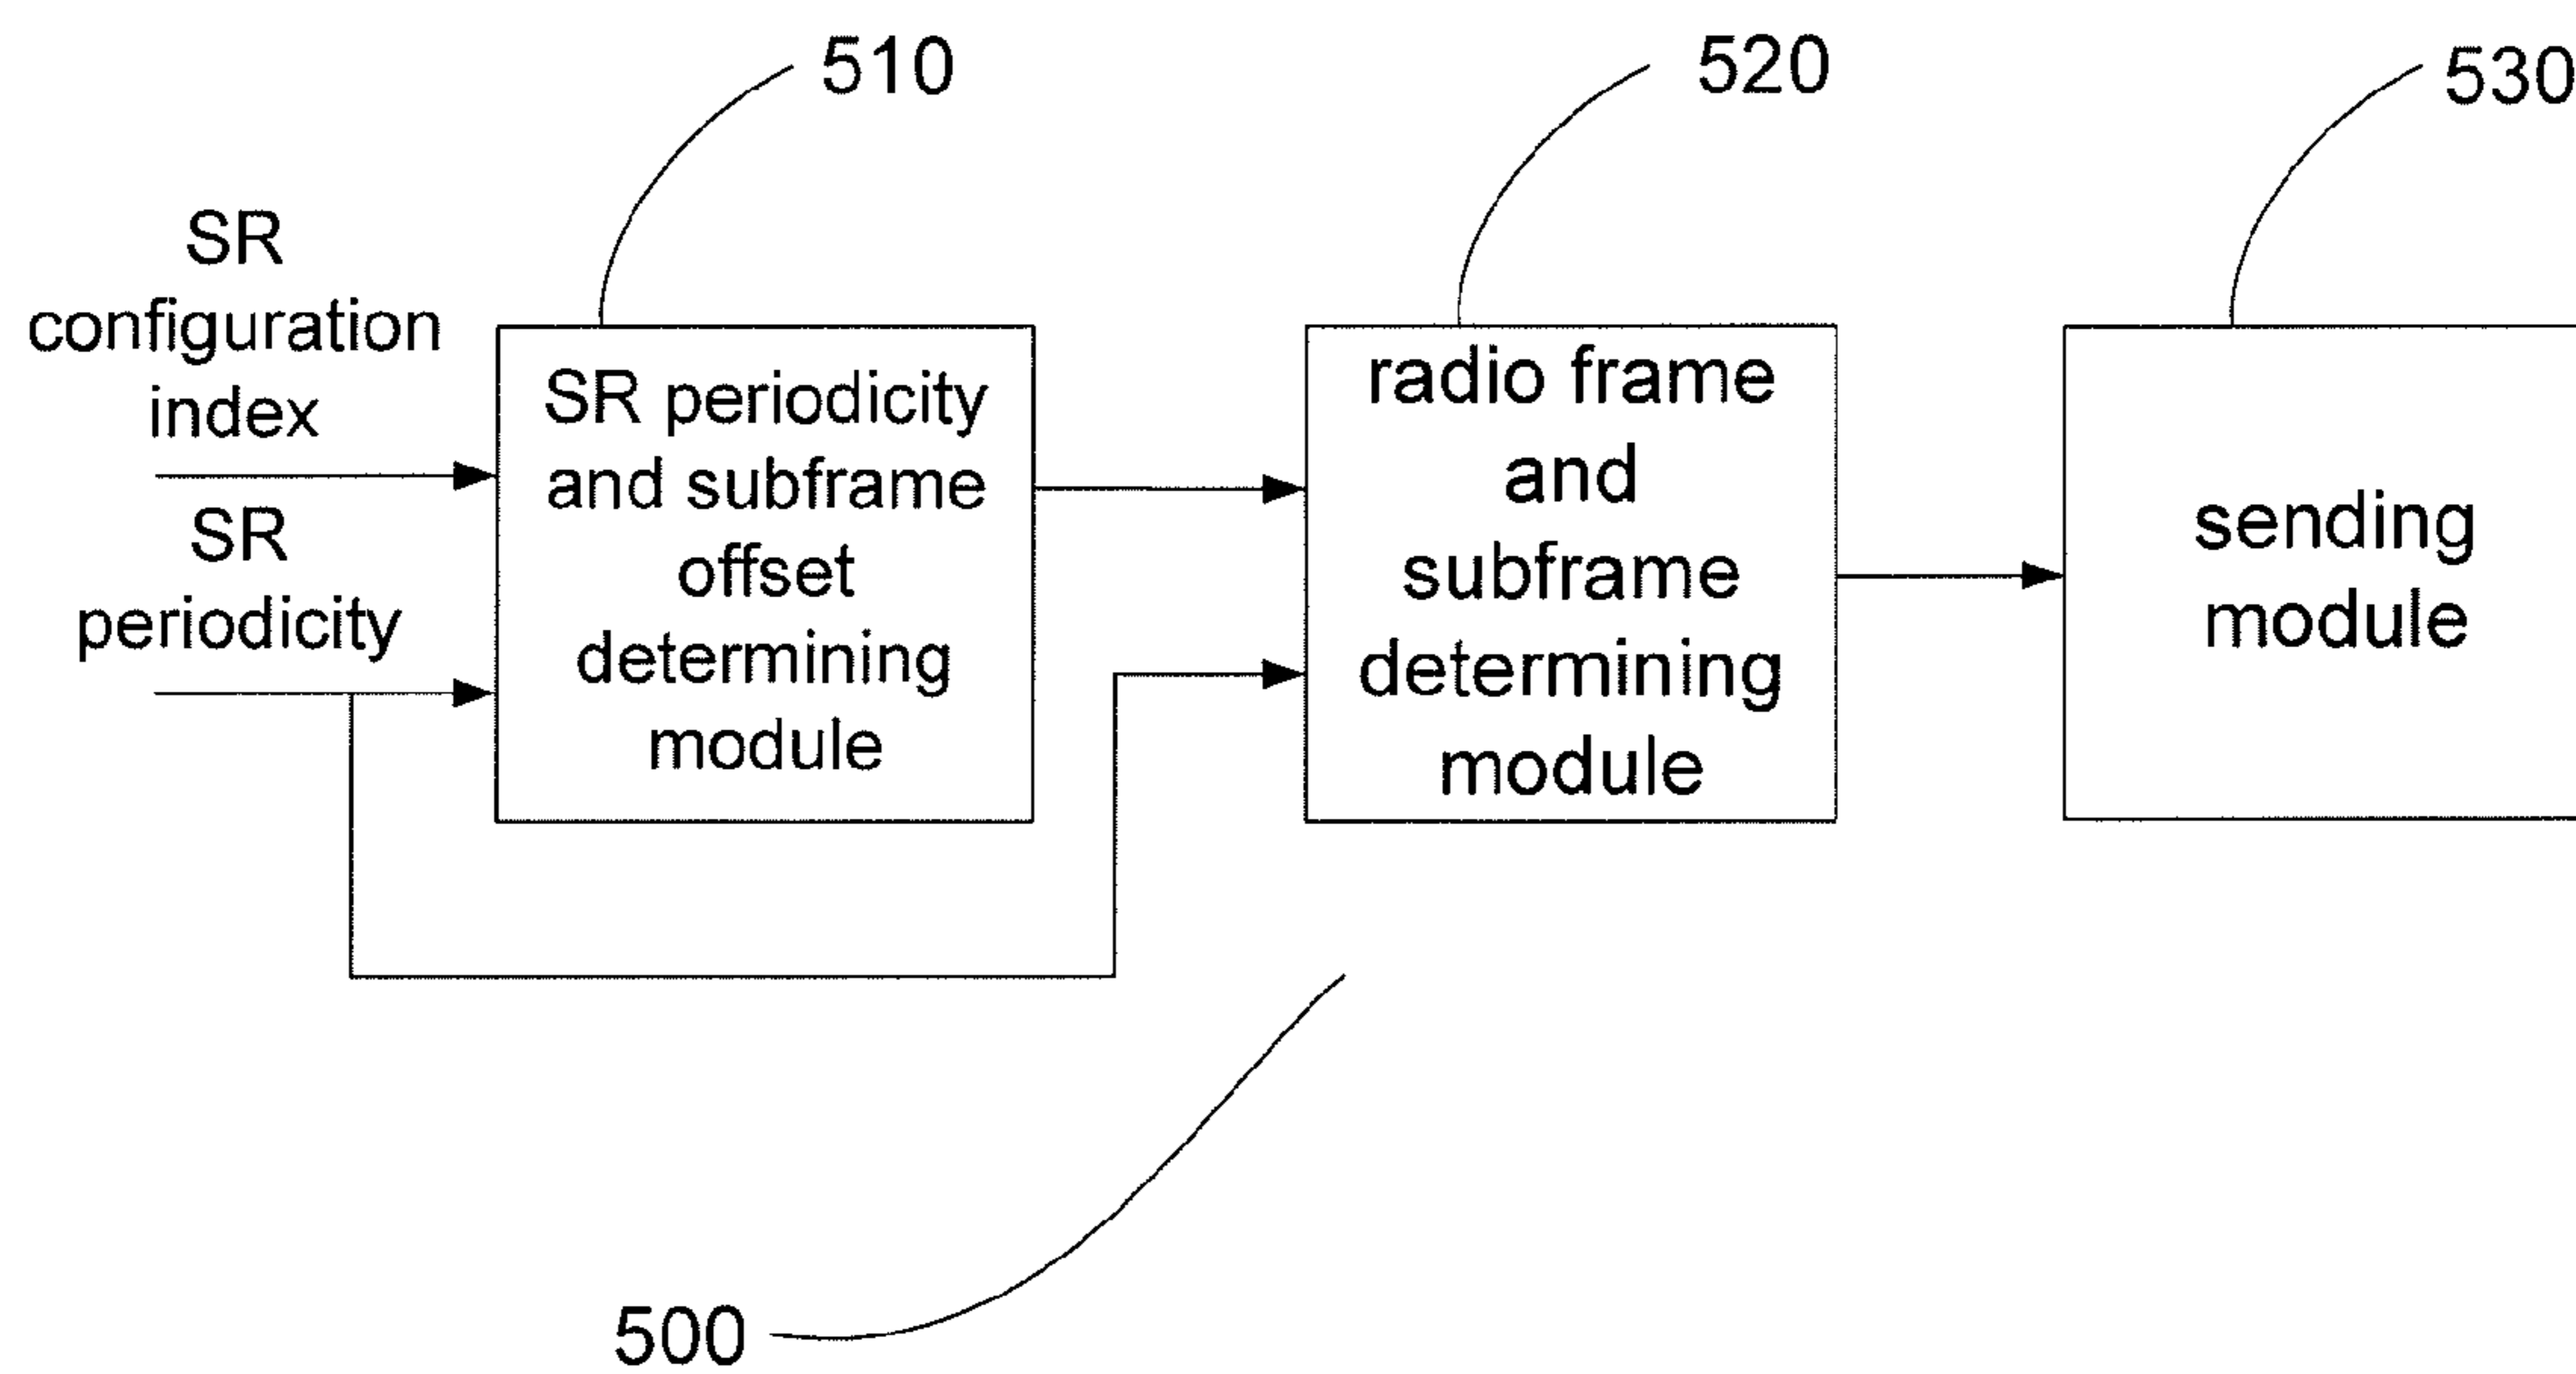 510
520
530
SR
configuration
index
SR
periodicity
SR periodicity
and subframe
offset
determining
module
radio frame
and
subframe
determining
module
sending
module
500